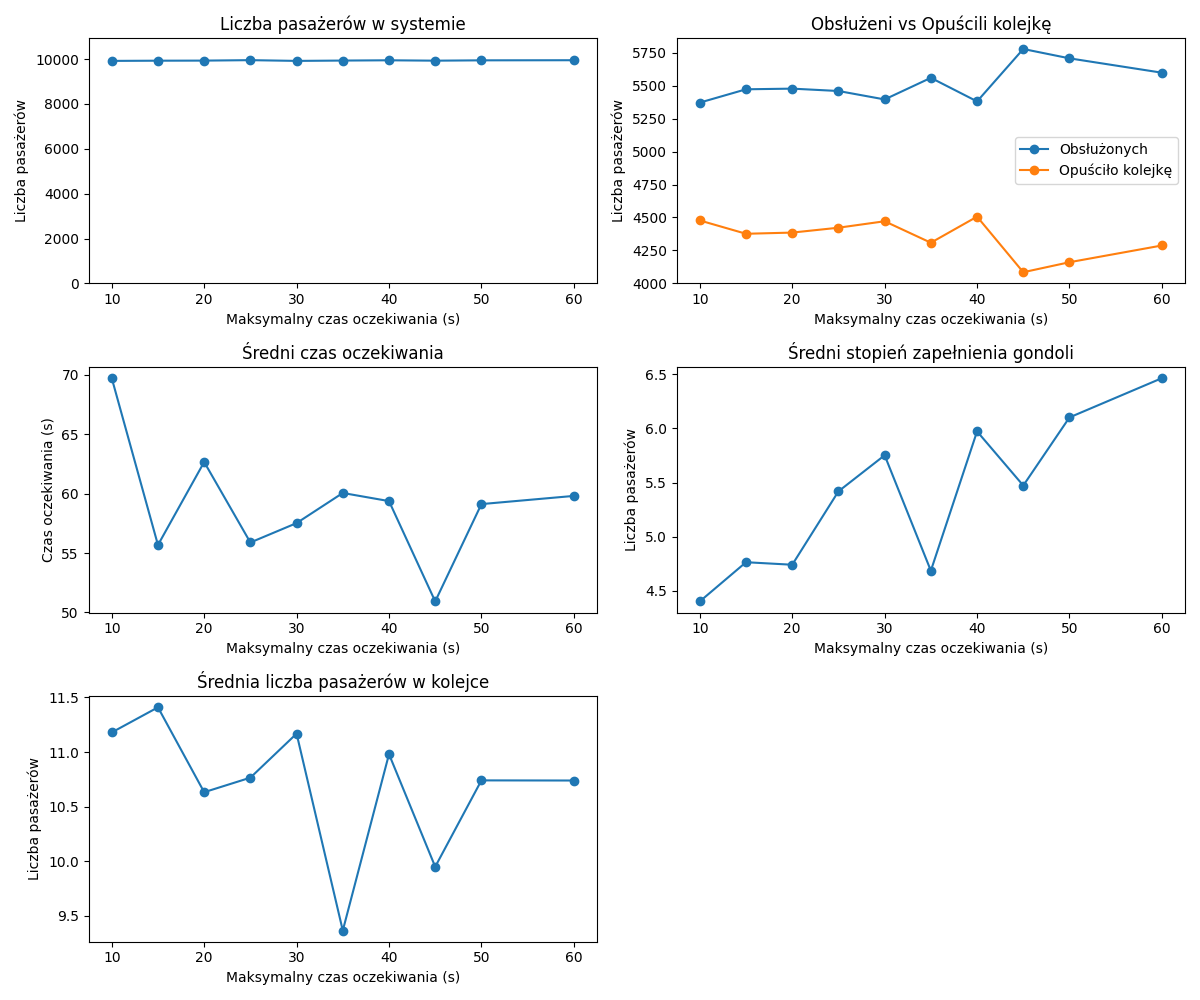 Liczba pasażerów w systemie
Liczba pasażerów
10000
8000
6000
4000
2000
0
10 20 30 40 50 60
Maksymalny czas oczekiwania (s)
Obsłużeni vs Opuścili kolejkę
Liczba pasażerów
5750
5500
5250
5000
4750
4500
4250
4000
Obsłużonych
Opuściło kolejkę
10 20 30 40 50 60
Maksymalny czas oczekiwania (s)
Średni czas oczekiwania
Czas oczekiwania (s)
70
65
60
55
50
10 20 30 40 50 60
Maksymalny czas oczekiwania (s)
Średni stopień zapełnienia gondoli
Liczba pasażerów
6.5
6.0
5.5
5.0
4.5
10 20 30 40 50 60
Maksymalny czas oczekiwania (s)
Średnia liczba pasażerów w kolejce
Liczba pasażerów
11.5
11.0
10.5
10.0
9.5
10 20 30 40 50 60
Maksymalny czas oczekiwania (s)